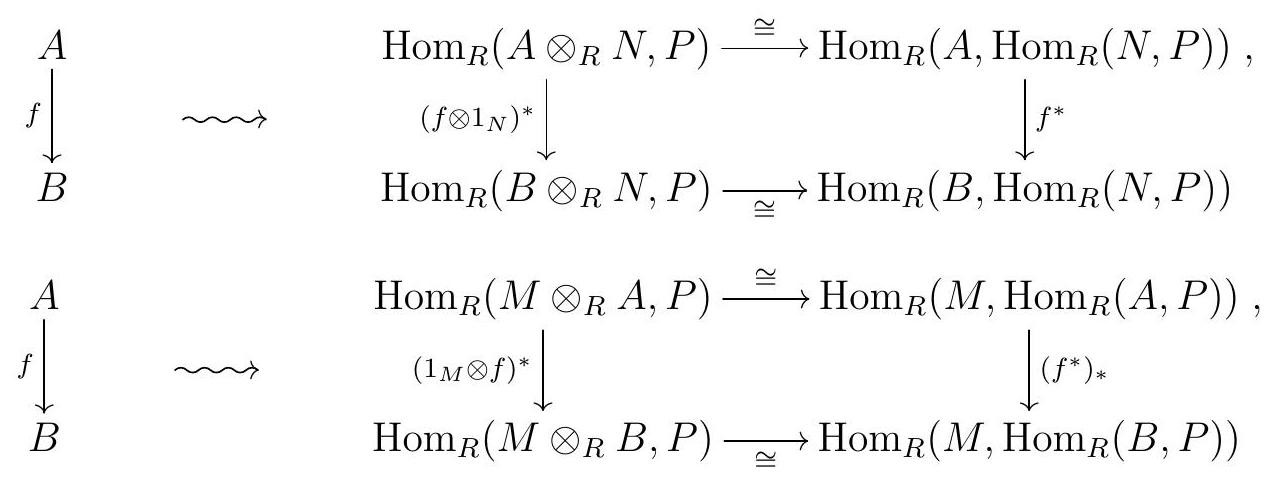 A Hom_R(A ⊗_R N, P) ≅ Hom_R(A, Hom_R(N, P)) ,
f (f⊗1_N)^* f^*
B Hom_R(B ⊗_R N, P) ≅ Hom_R(B, Hom_R(N, P))
A Hom_R(M ⊗_R A, P) ≅ Hom_R(M, Hom_R(A, P)) ,
f (1_M⊗f)^* (f^*)_*
B Hom_R(M ⊗_R B, P) ≅ Hom_R(M, Hom_R(B, P))